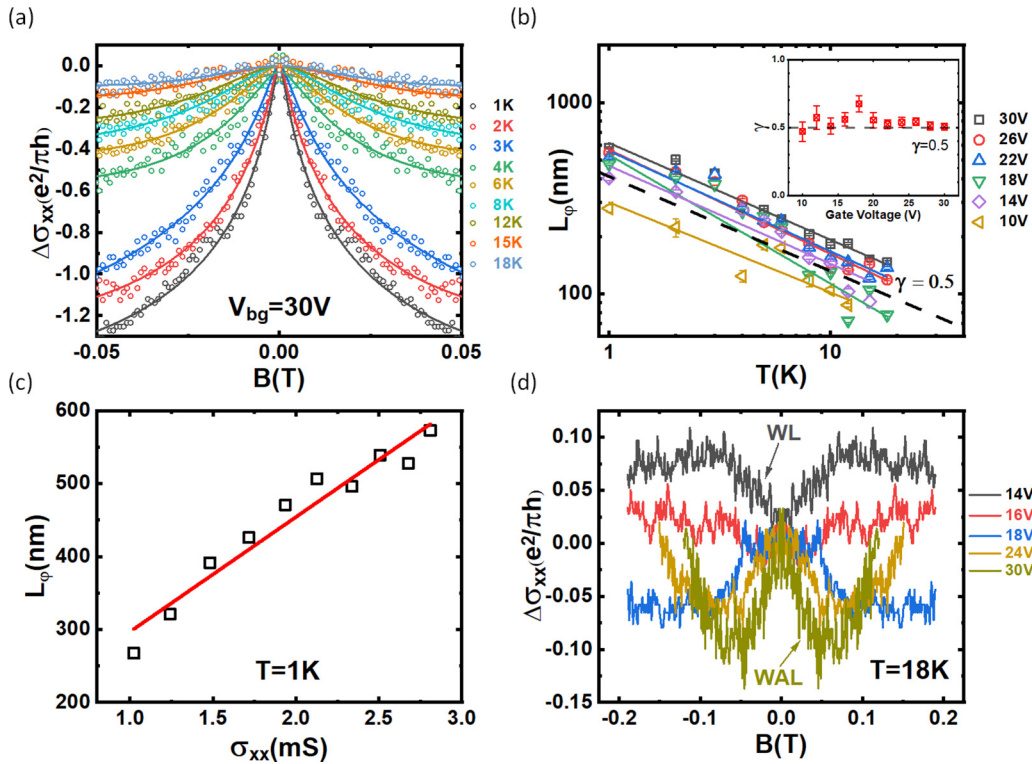 (a)
Δσxx(e²/πh)
0.0
-0.2
-0.4
-0.6
-0.8
-1.0
-1.2
Vbg=30V
-0.05
0.00
0.05
B(T)
1K
2K
3K
4K
6K
8K
12K
15K
18K
(b)
Lφ(nm)
1000
100
1
10
T(K)
γ = 0.5
1.0
0.5
0.0
γ
γ=0.5
10
15
20
25
30
Gate Voltage (V)
30V
26V
22V
18V
14V
10V
(c)
Lφ(nm)
600
500
400
300
200
T=1K
1.0
1.5
2.0
2.5
3.0
σxx(mS)
(d)
Δσxx(e²/πh)
0.10
0.05
0.00
-0.05
-0.10
-0.15
WL
WAL
T=18K
-0.2
-0.1
0.0
0.1
0.2
B(T)
14V
16V
18V
24V
30V